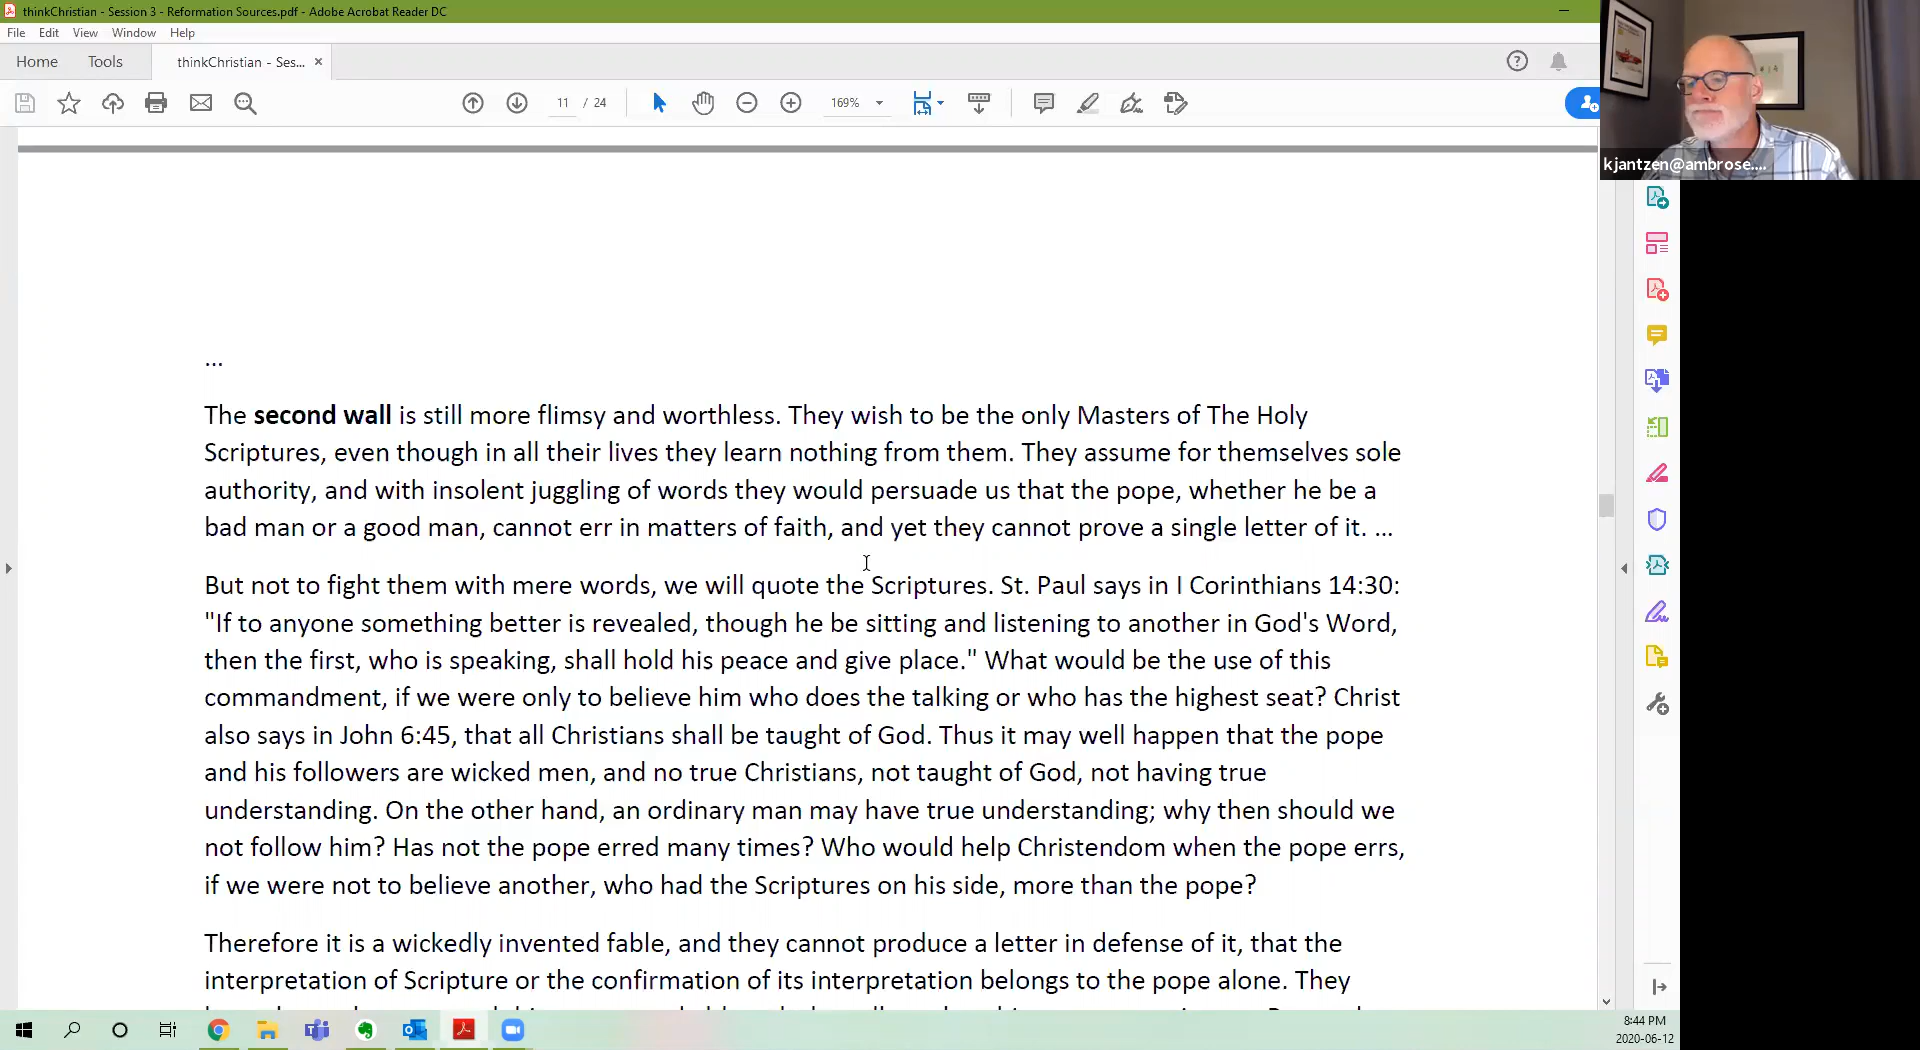 thinkChristian - Session 3 - Reformation Sources.pdf - Adobe Acrobat Reader DC
File Edit View Window Help
Home Tools thinkChristian - Ses... ×
11 / 24 169%
kjantzen@ambrose....
...
The second wall is still more flimsy and worthless. They wish to be the only Masters of The Holy
Scriptures, even though in all their lives they learn nothing from them. They assume for themselves sole
authority, and with insolent juggling of words they would persuade us that the pope, whether he be a
bad man or a good man, cannot err in matters of faith, and yet they cannot prove a single letter of it. ...
But not to fight them with mere words, we will quote the Scriptures. St. Paul says in I Corinthians 14:30:
"If to anyone something better is revealed, though he be sitting and listening to another in God's Word,
then the first, who is speaking, shall hold his peace and give place." What would be the use of this
commandment, if we were only to believe him who does the talking or who has the highest seat? Christ
also says in John 6:45, that all Christians shall be taught of God. Thus it may well happen that the pope
and his followers are wicked men, and no true Christians, not taught of God, not having true
understanding. On the other hand, an ordinary man may have true understanding; why then should we
not follow him? Has not the pope erred many times? Who would help Christendom when the pope errs,
if we were not to believe another, who had the Scriptures on his side, more than the pope?
Therefore it is a wickedly invented fable, and they cannot produce a letter in defense of it, that the
interpretation of Scripture or the confirmation of its interpretation belongs to the pope alone. They
8:44 PM
2020-06-12